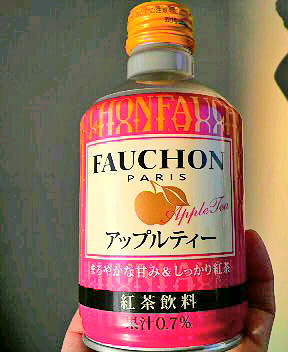 CHONFAUCH
FAUCHON
PARIS
Apple Tea
アップルティー
まろやかな甘み&しっかり紅茶
紅茶飲料
果汁0.7%